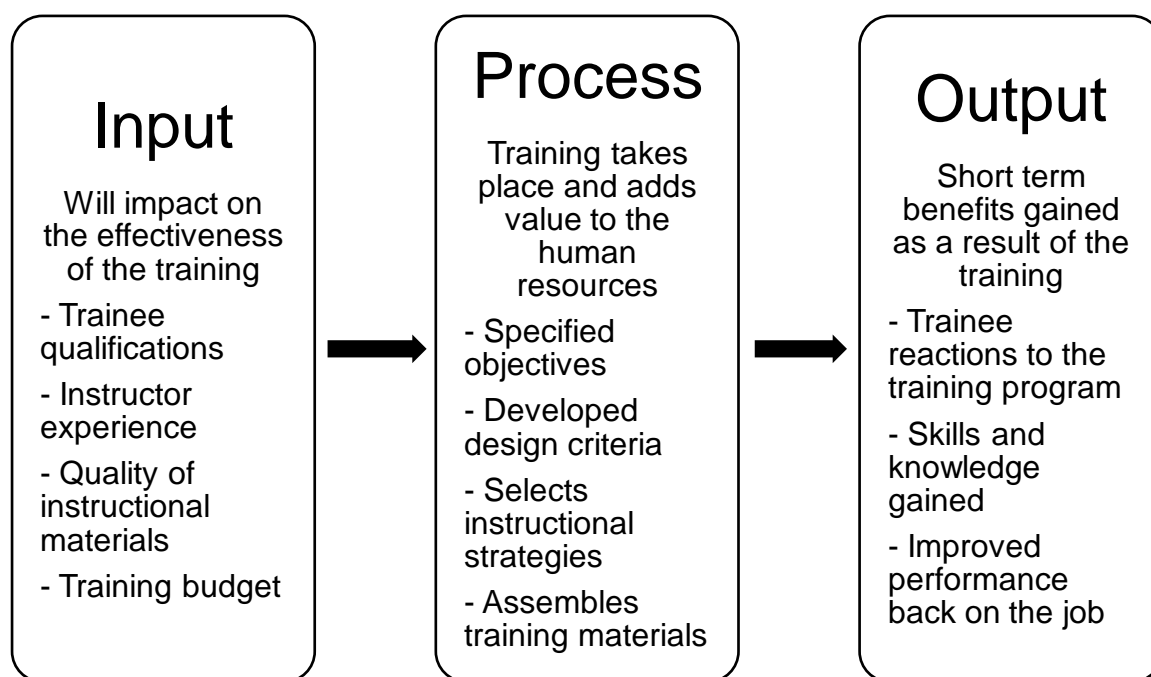 Input
Will impact on
the effectiveness
of the training
- Trainee
qualifications
- Instructor
experience
- Quality of
instructional
materials
- Training budget
Process
Training takes
place and adds
value to the
human
resources
- Specified
objectives
- Developed
design criteria
- Selects
instructional
strategies
- Assembles
training materials
Output
Short term
benefits gained
as a result of the
training
- Trainee
reactions to the
training program
- Skills and
knowledge
gained
- Improved
performance
back on the job